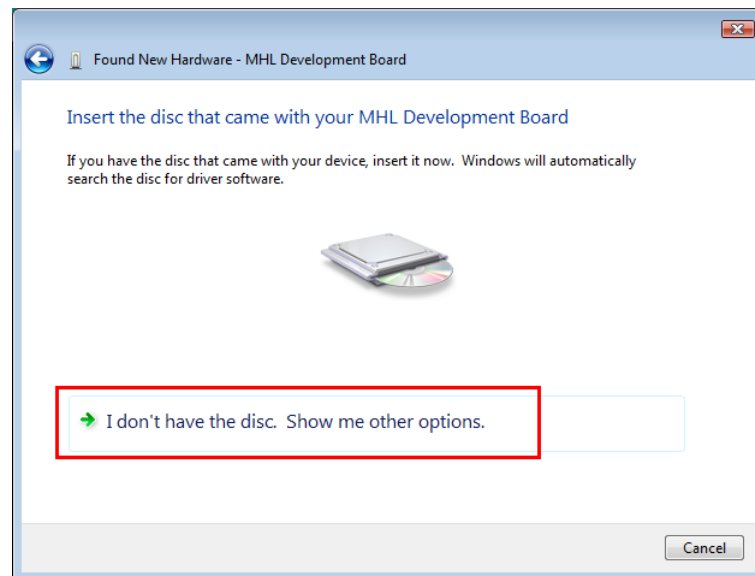 Found New Hardware - MHL Development Board
Insert the disc that came with your MHL Development Board
If you have the disc that came with your device, insert it now.  Windows will automatically
search the disc for driver software.
I don't have the disc.  Show me other options.
Cancel